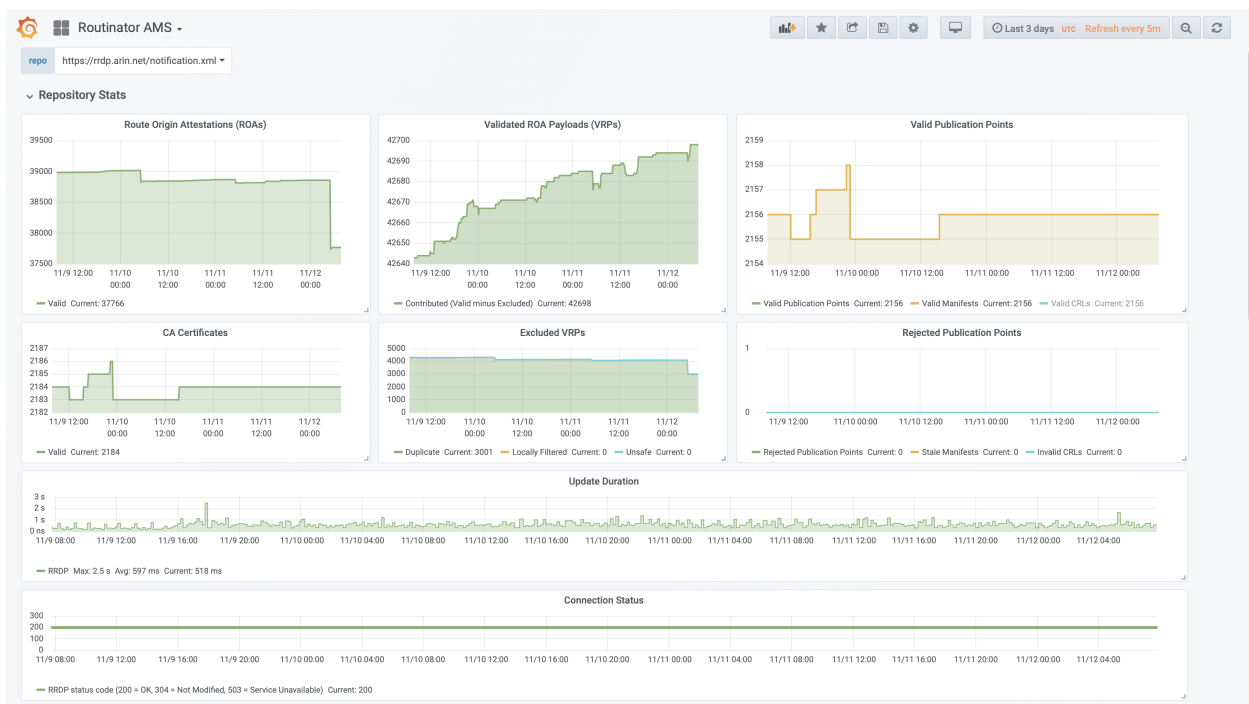 Routinator AMS
Last 3 days UTC Refresh every 5m
repo https://rrdp.arin.net/notification.xml
Repository Stats
Route Origin Attestations (ROAs)
39500
39000
38500
38000
37500
11/9 12:00 11/10 00:00 11/10 12:00 11/11 00:00 11/11 12:00 11/12 00:00
Valid Current: 37766
Validated ROA Payloads (VRPs)
42700
42690
42680
42670
42660
42650
42640
11/9 12:00 11/10 00:00 11/10 12:00 11/11 00:00 11/11 12:00 11/12 00:00
Contributed (Valid minus Excluded) Current: 42698
Valid Publication Points
2159
2158
2157
2156
2155
2154
11/9 12:00 11/10 00:00 11/10 12:00 11/11 00:00 11/11 12:00 11/12 00:00
Valid Publication Points Current: 2156 Valid Manifests Current: 2156 Valid CRLs Current: 2156
CA Certificates
2187
2186
2185
2184
2183
2182
11/9 12:00 11/10 00:00 11/10 12:00 11/11 00:00 11/11 12:00 11/12 00:00
Valid Current: 2184
Excluded VRPs
5000
4000
3000
2000
1000
0
11/9 12:00 11/10 00:00 11/10 12:00 11/11 00:00 11/11 12:00 11/12 00:00
Duplicate Current: 3001 Locally Filtered Current: 0 Unsafe Current: 0
Rejected Publication Points
1
0
11/9 12:00 11/10 00:00 11/10 12:00 11/11 00:00 11/11 12:00 11/12 00:00
Rejected Publication Points Current: 0 Stale Manifests Current: 0 Invalid CRLs Current: 0
Update Duration
3 s
2 s
1 s
0 ns
11/9 08:00 11/9 12:00 11/9 16:00 11/9 20:00 11/10 00:00 11/10 04:00 11/10 08:00 11/10 12:00 11/10 16:00 11/10 20:00 11/11 00:00 11/11 04:00 11/11 08:00 11/11 12:00 11/11 16:00 11/11 20:00 11/12 00:00 11/12 04:00
RRDP Max: 2.5 s Avg: 597 ms Current: 518 ms
Connection Status
300
200
100
0
11/9 08:00 11/9 12:00 11/9 16:00 11/9 20:00 11/10 00:00 11/10 04:00 11/10 08:00 11/10 12:00 11/10 16:00 11/10 20:00 11/11 00:00 11/11 04:00 11/11 08:00 11/11 12:00 11/11 16:00 11/11 20:00 11/12 00:00 11/12 04:00
RRDP status code (200 = OK, 304 = Not Modified, 503 = Service Unavailable) Current: 200